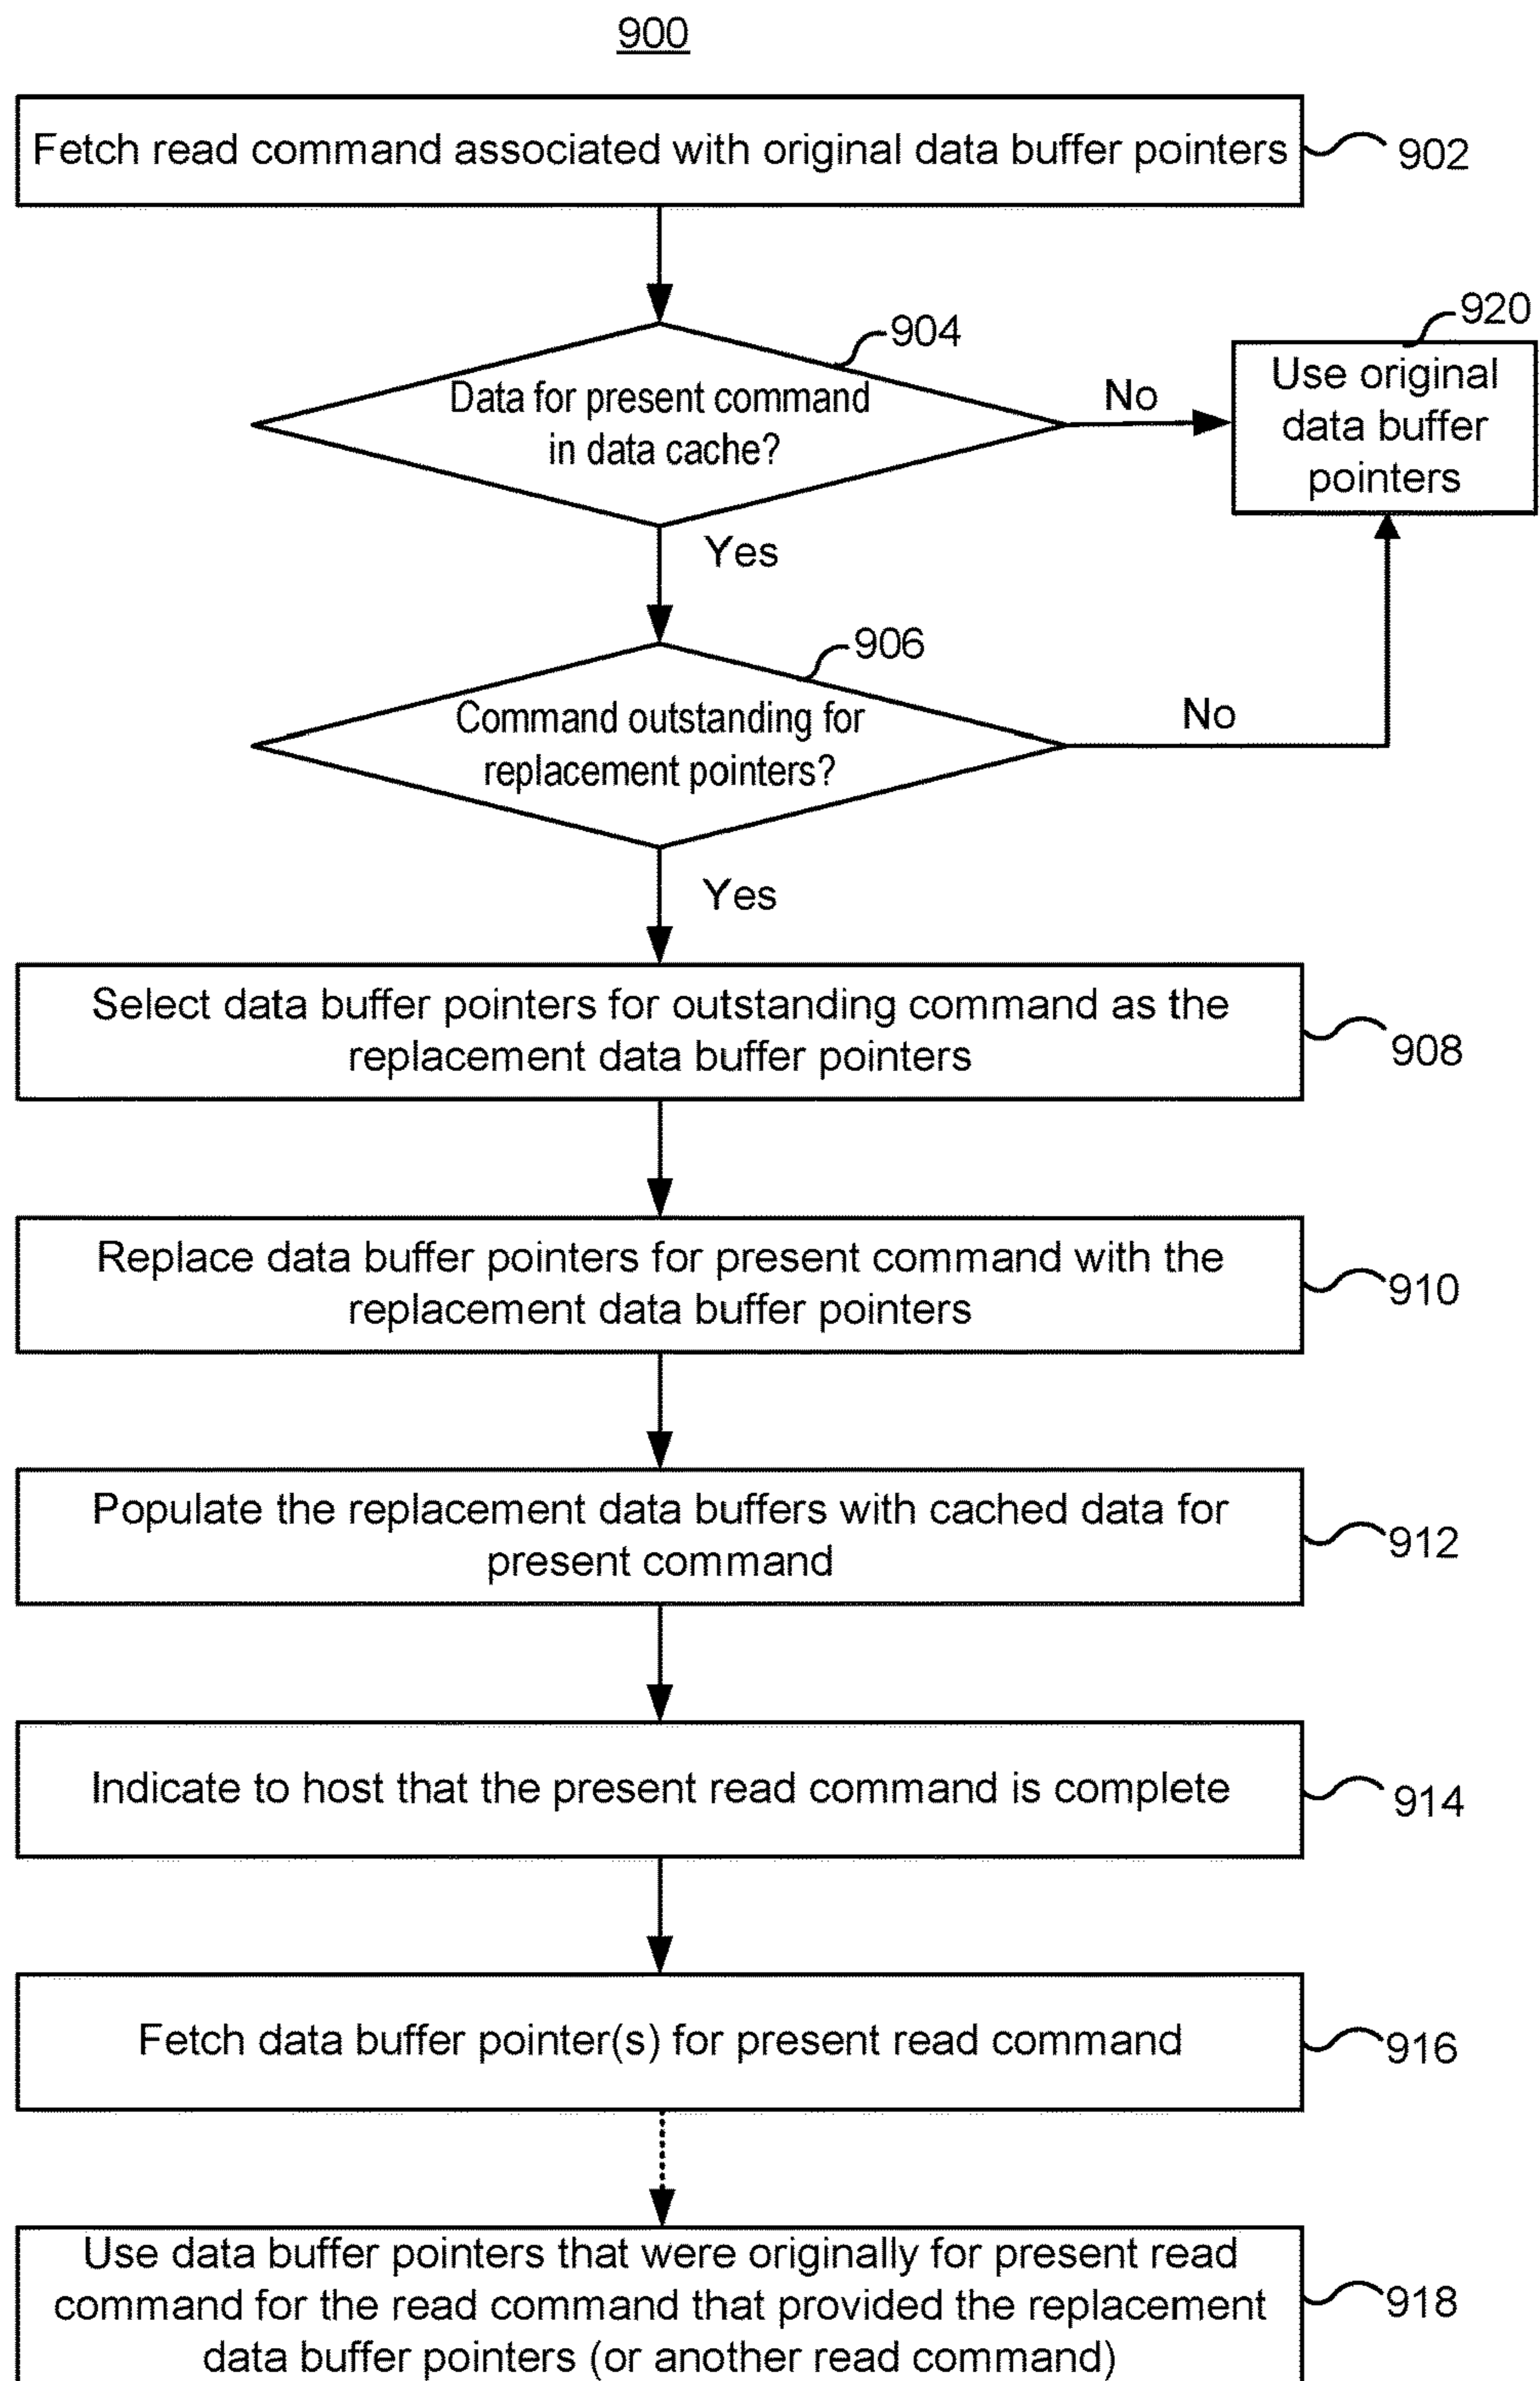 900
Fetch read command associated with original data buffer pointers
902
904
Data for present command
in data cache?
No
920
Use original
data buffer
pointers
Yes
906
Command outstanding for
replacement pointers?
No
Yes
Select data buffer pointers for outstanding command as the
replacement data buffer pointers
908
Replace data buffer pointers for present command with the
replacement data buffer pointers
910
Populate the replacement data buffers with cached data for
present command
912
Indicate to host that the present read command is complete
914
Fetch data buffer pointer(s) for present read command
916
Use data buffer pointers that were originally for present read
command for the read command that provided the replacement
data buffer pointers (or another read command)
918